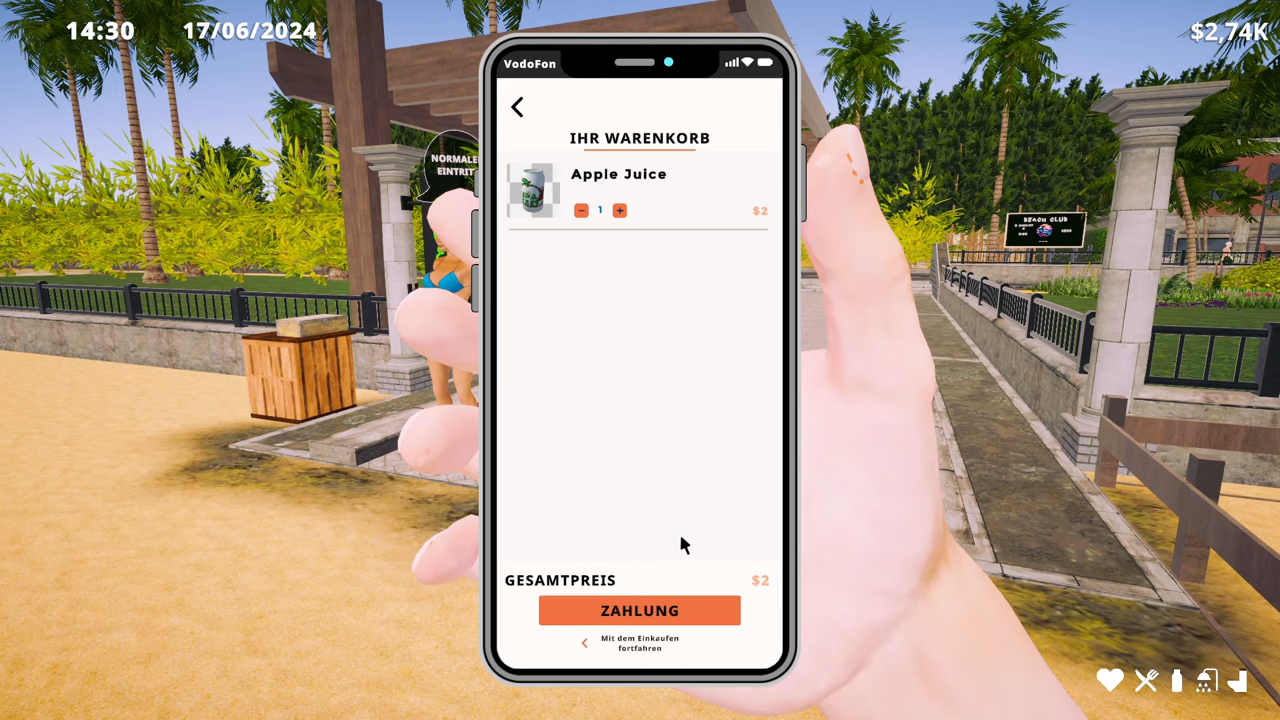 14:30 17/06/2024
$2,74K
VodoFon
IHR WARENKORB
NORMALE
EINTRIT
Apple Juice
1
$2
BEACH CLUB
GESAMTPREIS $2
ZAHLUNG
Mit dem Einkaufen
fortfahren